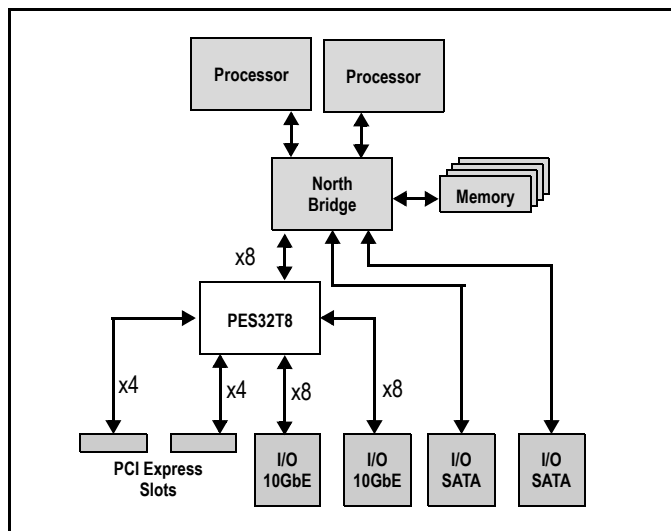 Processor
Processor
North
Bridge
Memory
x8
PES32T8
x4
x4
x8
x8
PCI Express
Slots
I/O
10GbE
I/O
10GbE
I/O
SATA
I/O
SATA